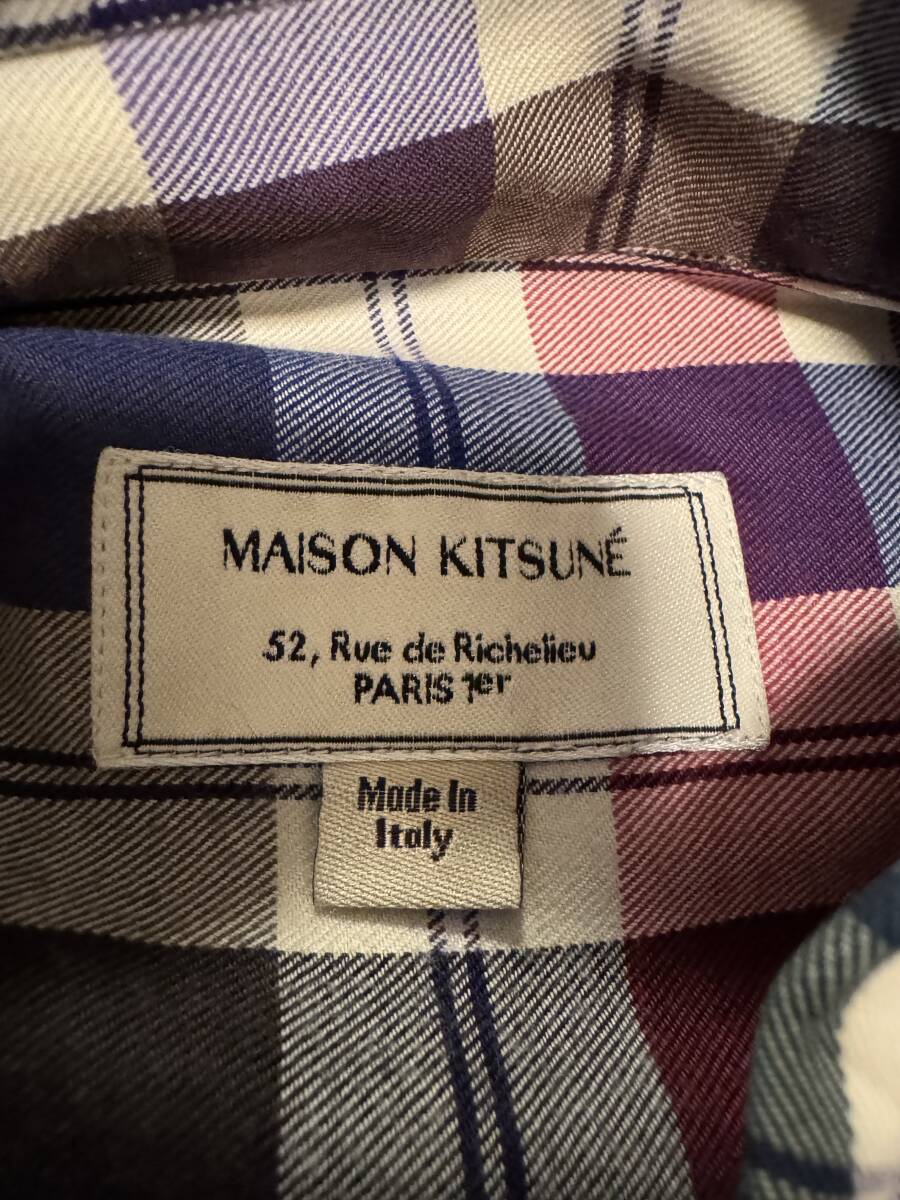 MAISON KITSUNÉ
52, Rue de Richelieu
PARIS 1er
Made In
Italy